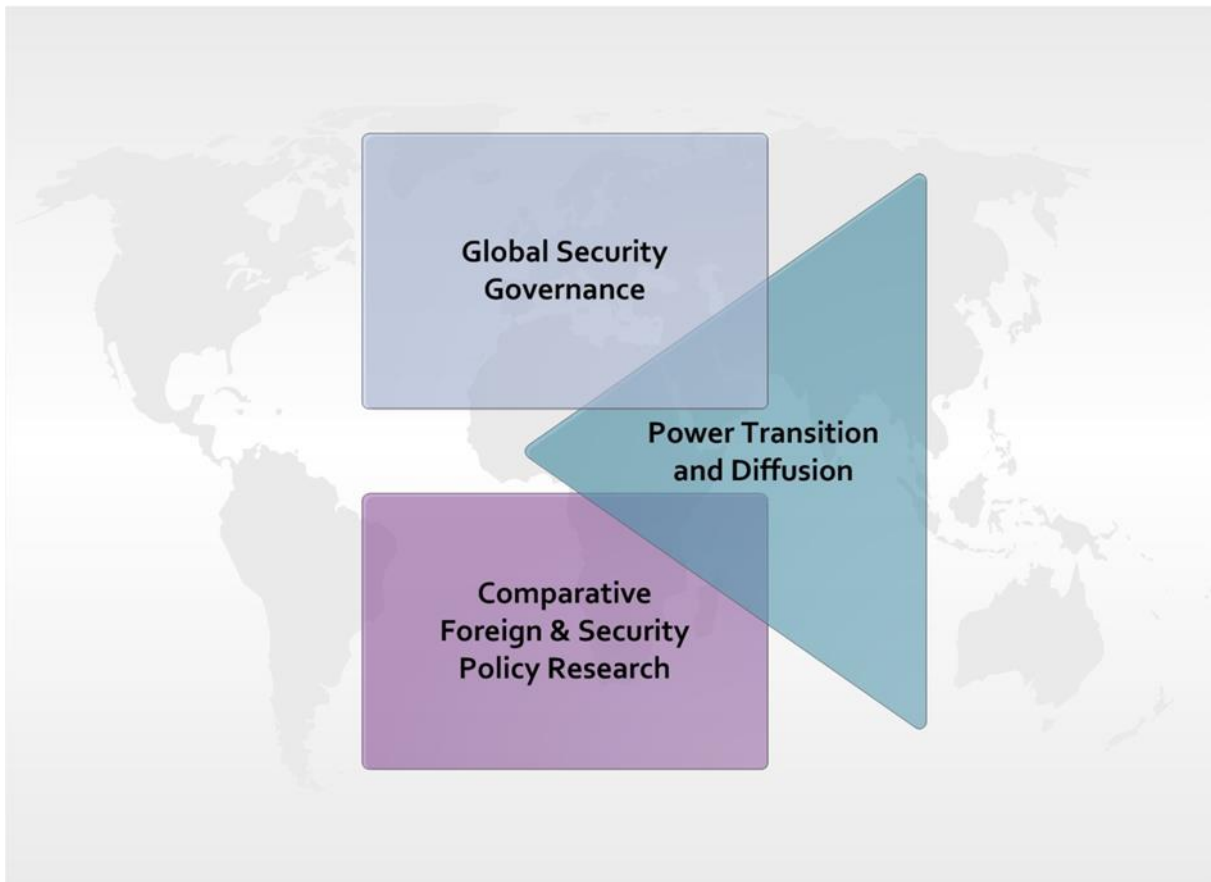 Global Security
Governance
Power Transition
and Diffusion
Comparative
Foreign & Security
Policy Research